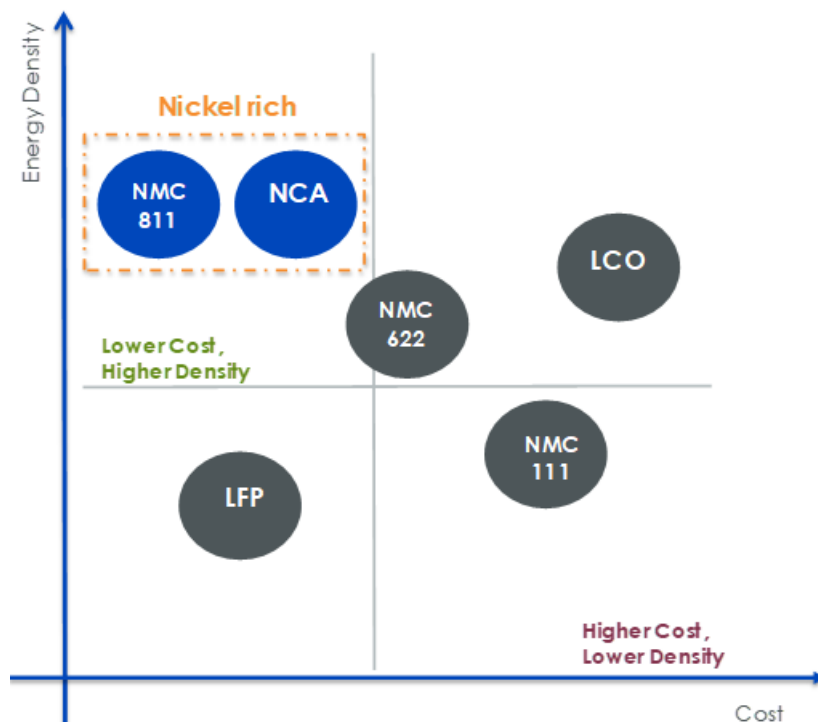 Energy Density
Nickel rich
NMC
811
NCA
LCO
NMC
622
Lower Cost,
Higher Density
NMC
111
LFP
Higher Cost,
Lower Density
Cost